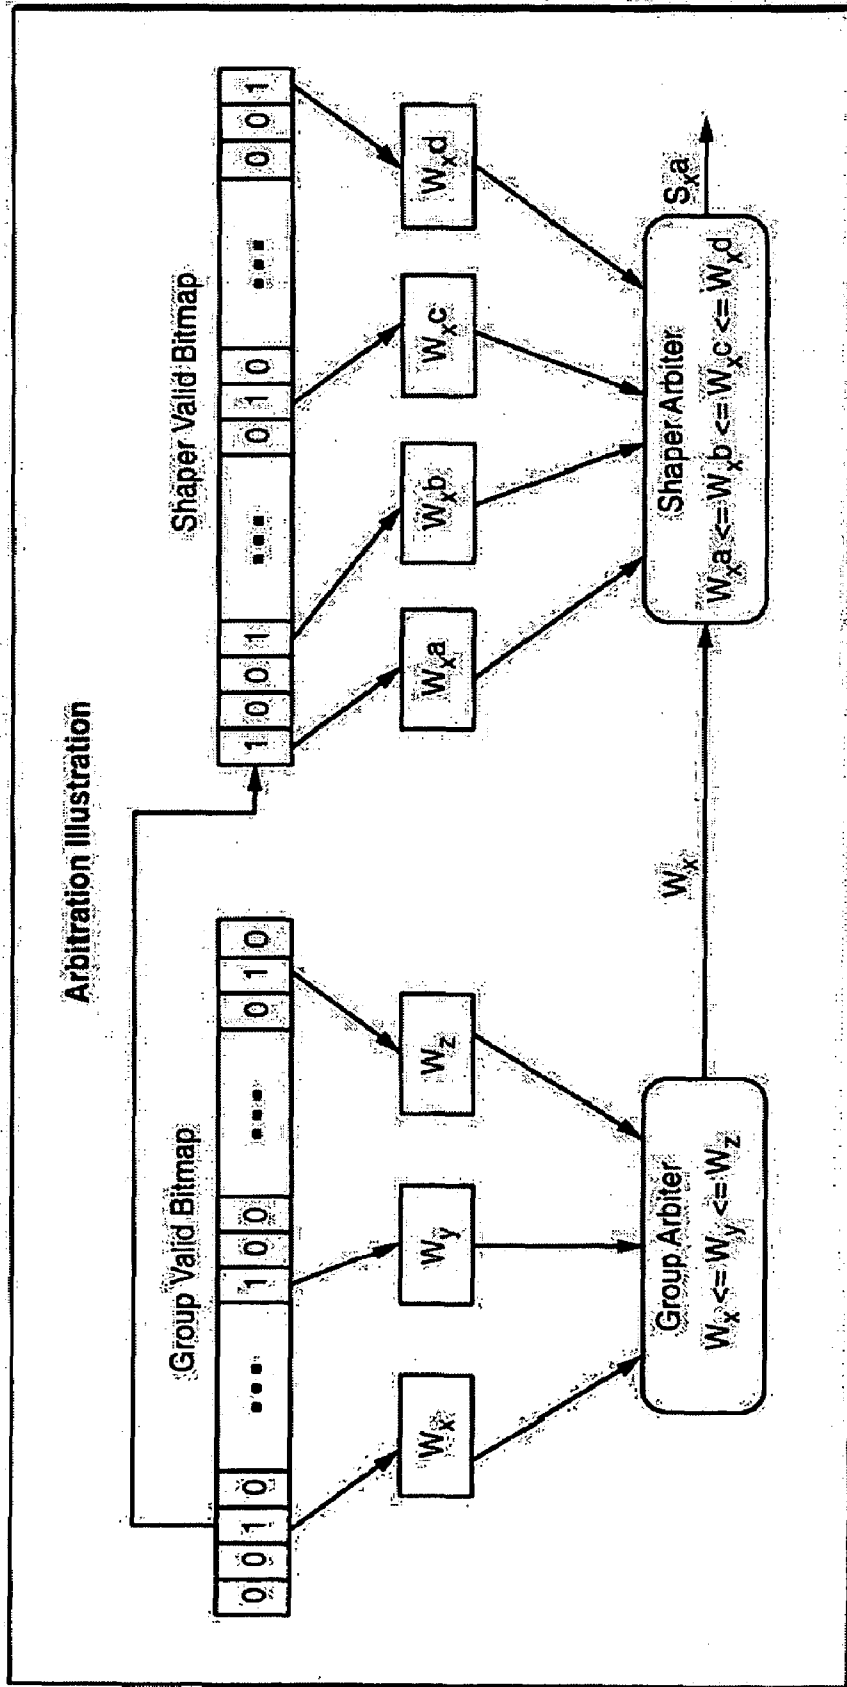 Arbitration Illustration
Group Valid Bitmap
0 0 1 0 ... 1 0 0 ... 0 1 0
W_x W_y W_z
Group Arbiter
W_x <= W_y <= W_z
W_x
Shaper Valid Bitmap
1 0 0 1 ... 0 1 0 ... 0 0 1
W_xa W_xb W_xc W_xd
Shaper Arbiter
W_xa <= W_xb <= W_xc <= W_xd
S_xa